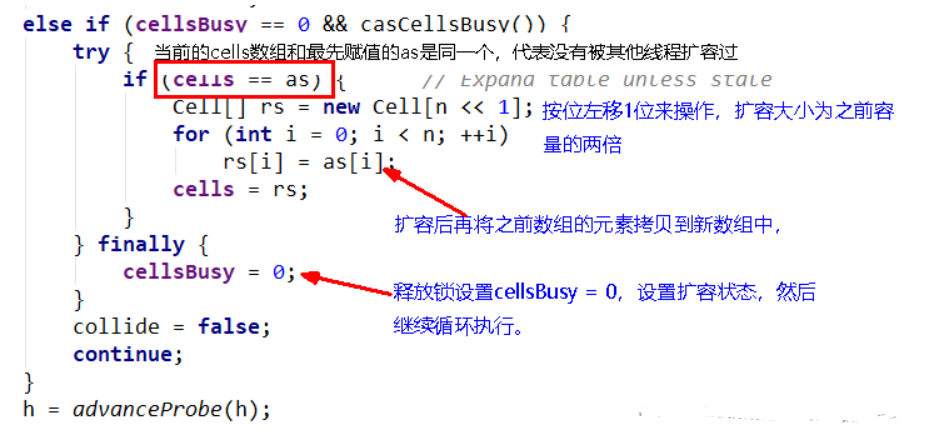 else if (cellsBusy == 0 && casCellsBusy()) {
try { 当前的cells数组和最先赋值的as是同一个，代表没有被其他线程扩容过
if (cells == as) { // Expand table unless stale
Cell[] rs = new Cell[n << 1]; 按位左移1位来操作，扩容大小为之前容
for (int i = 0; i < n; ++i) 量的两倍
rs[i] = as[i];
cells = rs;
}
扩容后再将之前数组的元素拷贝到新数组中，
} finally {
cellsBusy = 0;
释放锁设置cellsBusy = 0，设置扩容状态，然后
}
继续循环执行。
collide = false;
continue;
}
h = advanceProbe(h);